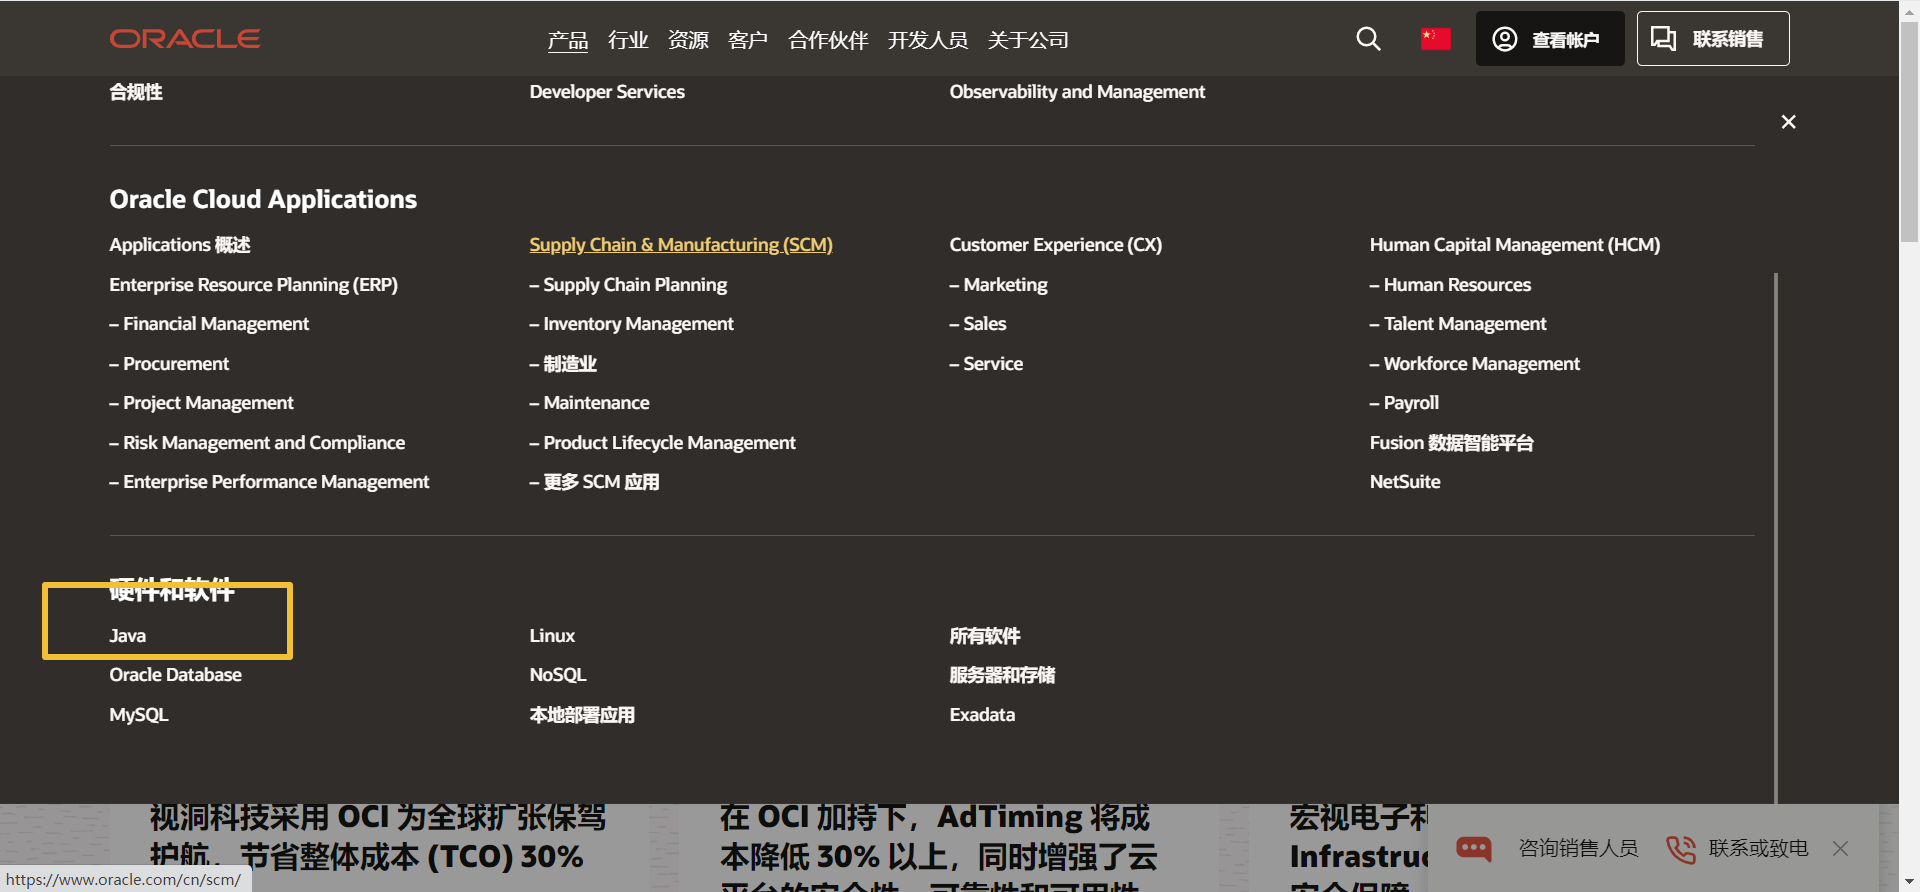 ORACLE
产品 行业 资源 客户 合作伙伴 开发人员 关于公司
查看帐户
联系销售
合规性
Developer Services
Observability and Management
Oracle Cloud Applications
Applications 概述
Enterprise Resource Planning (ERP)
– Financial Management
– Procurement
– Project Management
– Risk Management and Compliance
– Enterprise Performance Management
Supply Chain & Manufacturing (SCM)
– Supply Chain Planning
– Inventory Management
– 制造业
– Maintenance
– Product Lifecycle Management
– 更多 SCM 应用
Customer Experience (CX)
– Marketing
– Sales
– Service
Human Capital Management (HCM)
– Human Resources
– Talent Management
– Workforce Management
– Payroll
Fusion 数据智能平台
NetSuite
硬件和软件
Java
Oracle Database
MySQL
Linux
NoSQL
本地部署应用
所有软件
服务器和存储
Exadata
视洞科技采用 OCI 为全球扩张保驾
护航，节省整体成本 (TCO) 30%
在 OCI 加持下，AdTiming 将成
本降低 30% 以上，同时增强了云
平台的安全性、可靠性和可用性
宏视电子利
Infrastru
安全保障
咨询销售人员
联系或致电
https://www.oracle.com/cn/scm/